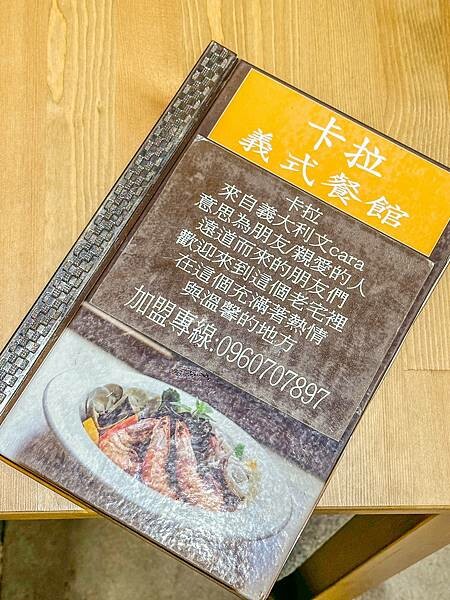 卡拉
義式餐館
卡拉
來自義大利文cara
意思為朋友/親愛的人
遠道而來的朋友們
歡迎來到這個老宅裡
在這個充滿著熱情
與溫馨的地方
加盟專線:0960707897